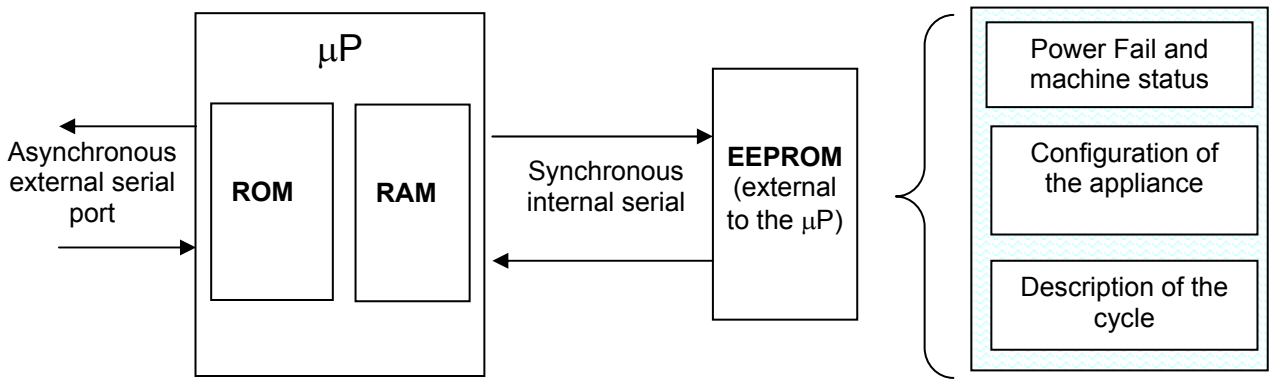 μP
Asynchronous
external serial
port
ROM
RAM
Synchronous
internal serial
EEPROM
(external
to the μP)
Power Fail and
machine status
Configuration of
the appliance
Description of the
cycle